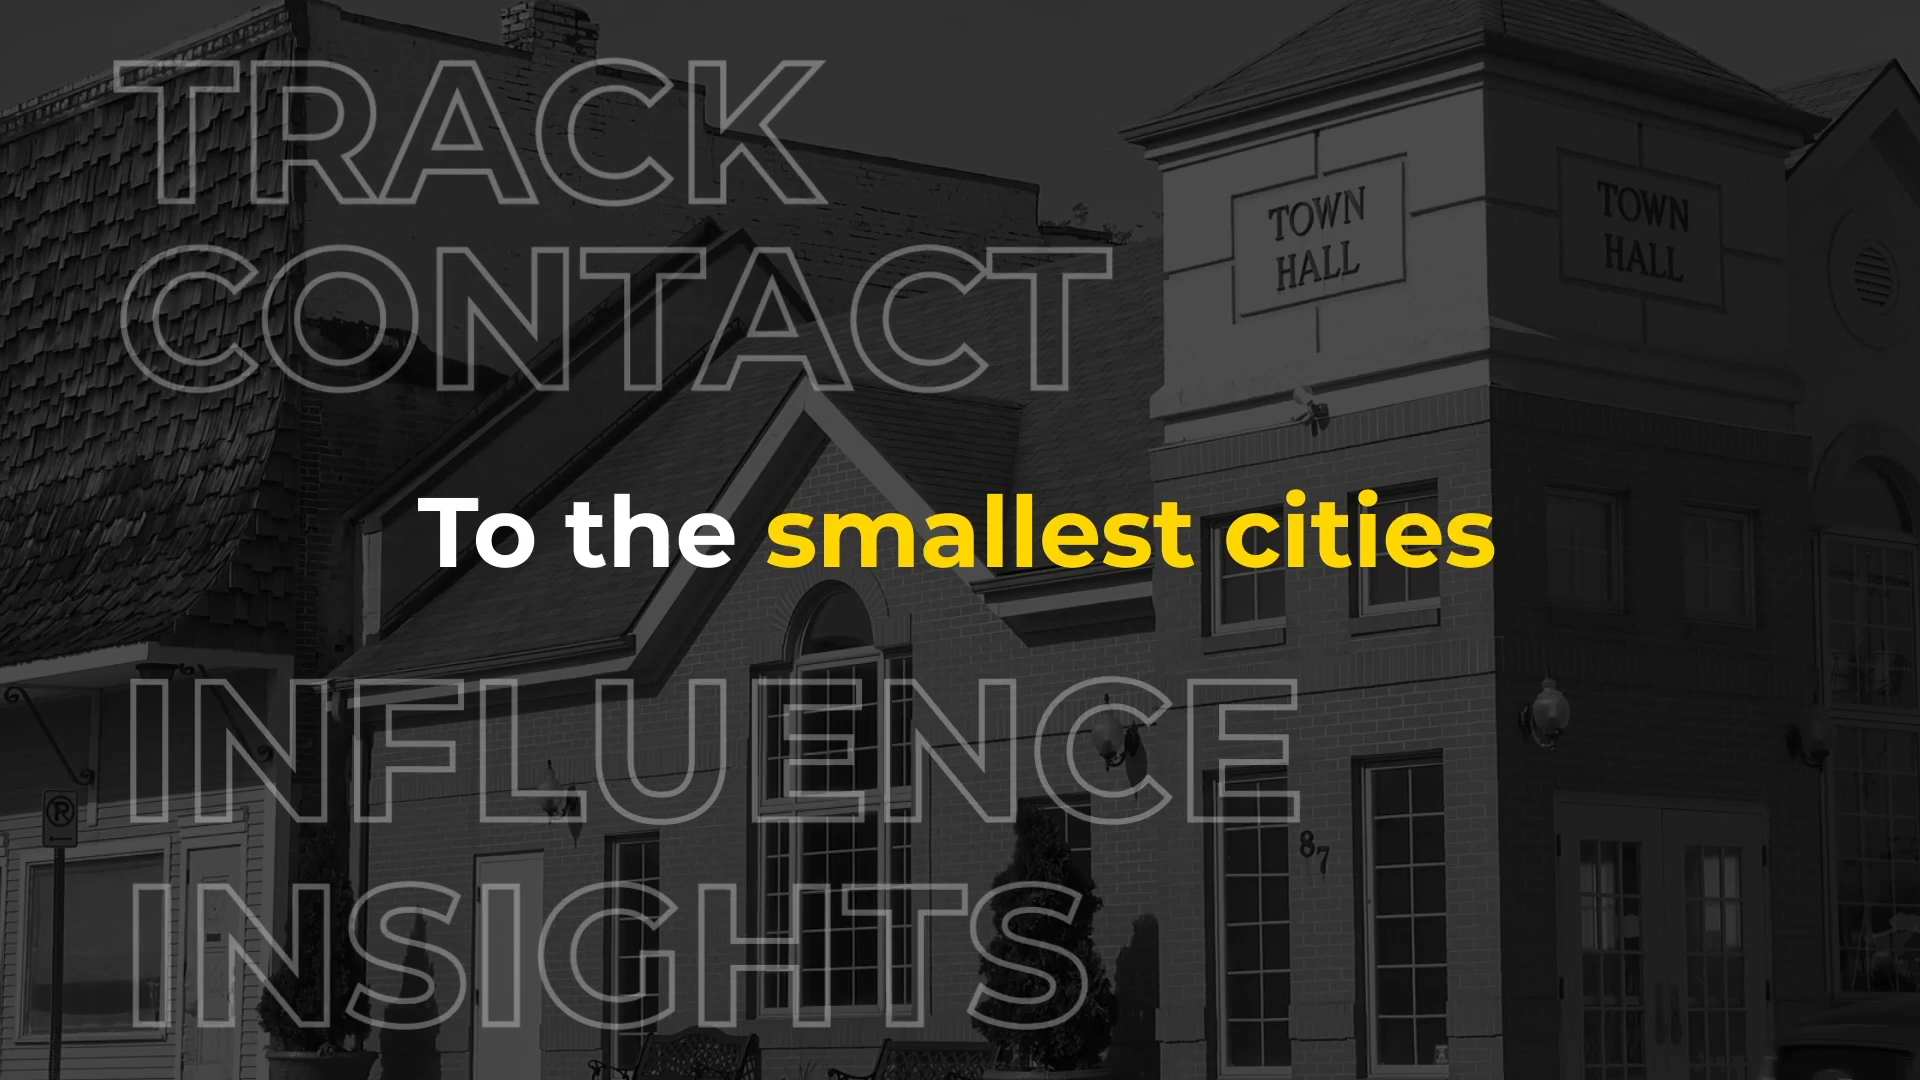 TRACK
CONTACT
TOWN
HALL
TOWN
HALL
To the smallest cities
INFLUENCE
INSIGHTS
87
P